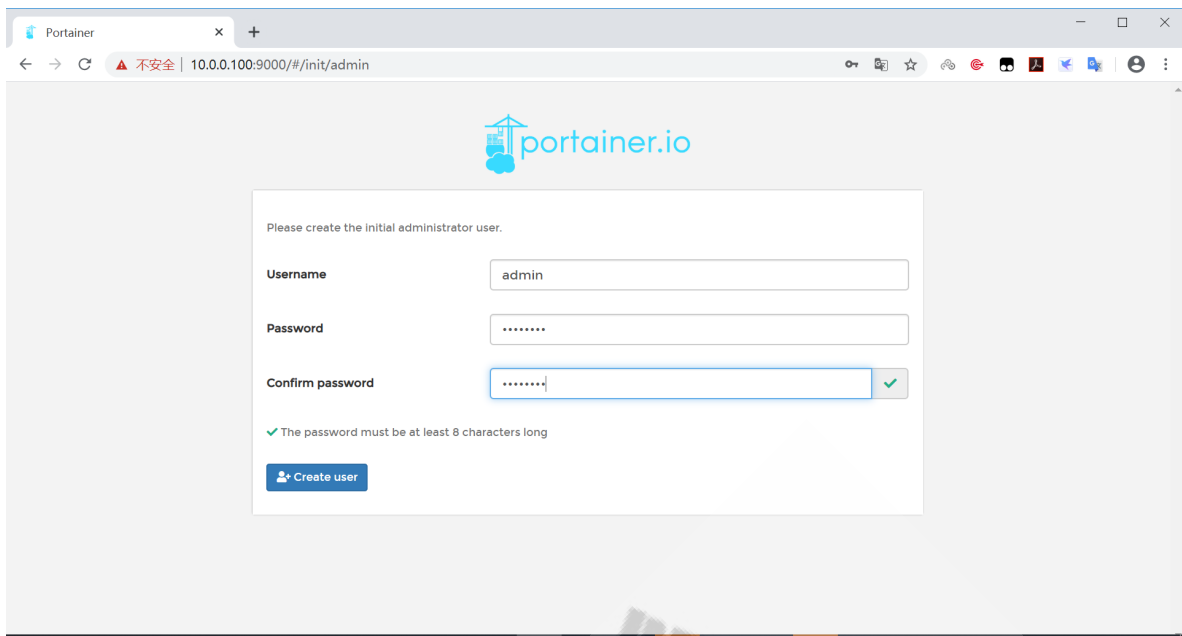 Portainer
不安全 | 10.0.0.100:9000/#/init/admin
portainer.io
Please create the initial administrator user.
Username
admin
Password
••••••••
Confirm password
••••••••
The password must be at least 8 characters long
Create user